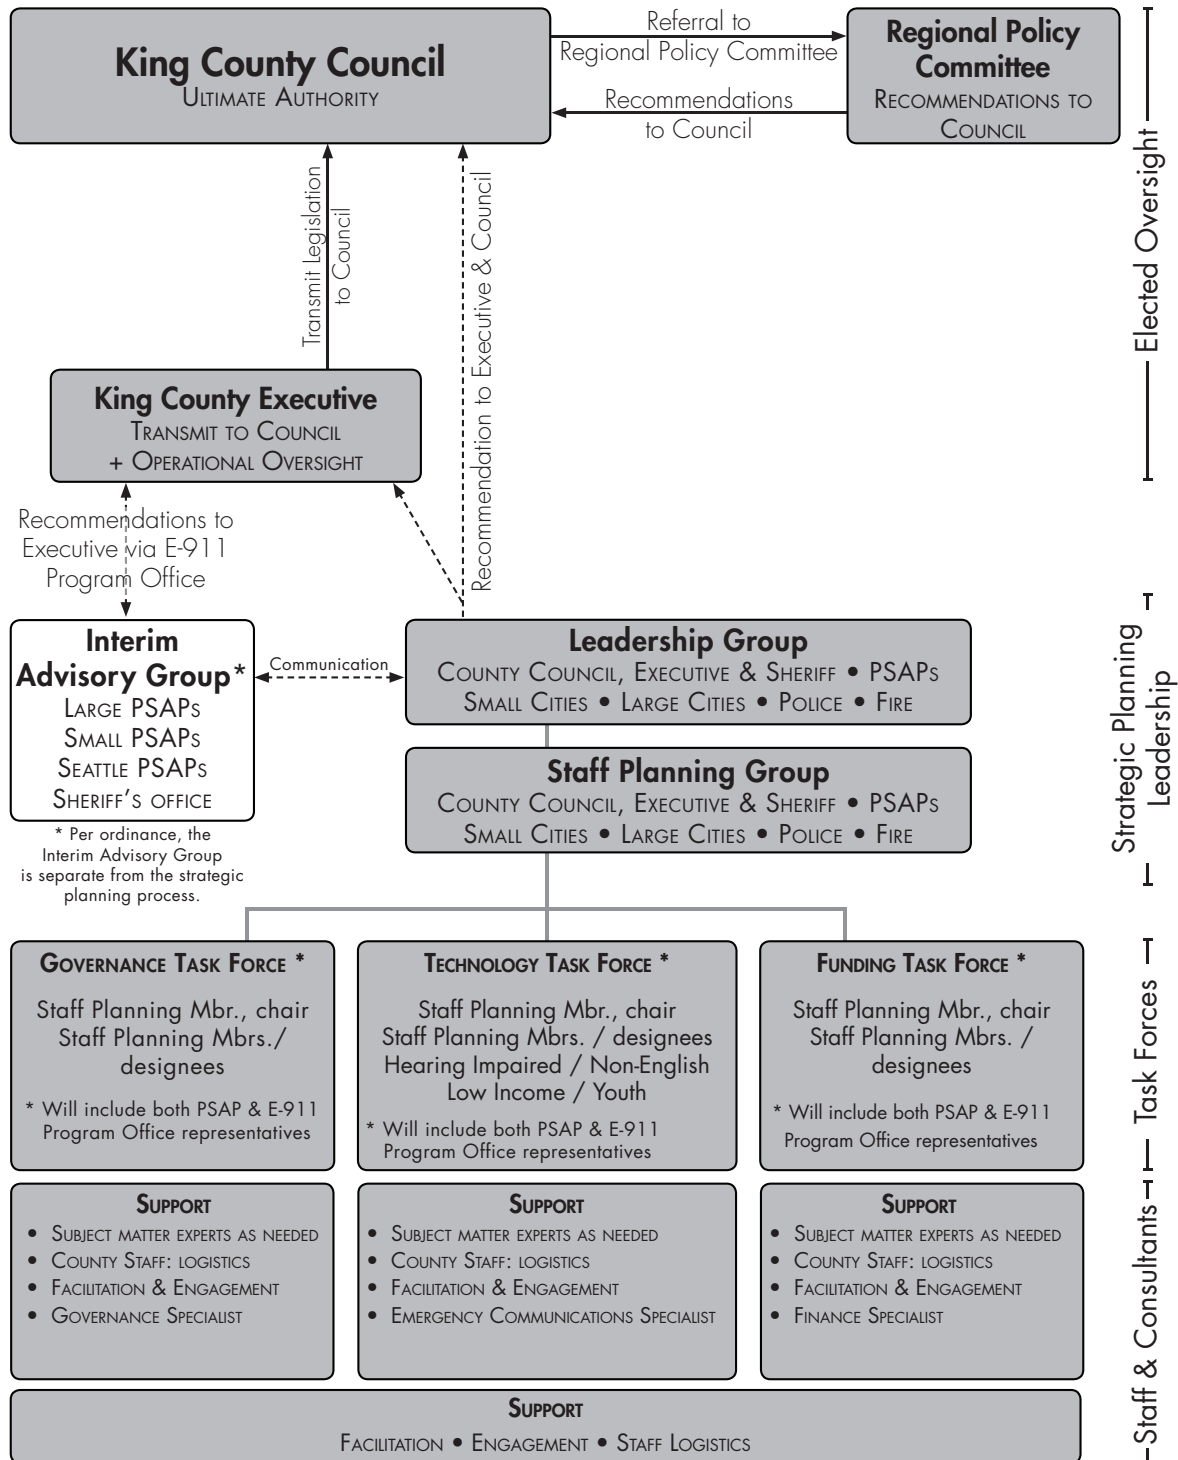 King County Council
Ultimate Authority
Referral to
Regional Policy Committee
Recommendations
to Council
Regional Policy
Committee
Recommendations to
Council
Elected Oversight
Transmit Legislation
to Council
Recommendation to Executive & Council
King County Executive
Transmit to Council
+ Operational Oversight
Recommendations to
Executive via E-911
Program Office
Interim
Advisory Group*
Large PSAPs
Small PSAPs
Seattle PSAPs
Sheriff's office
* Per ordinance, the
Interim Advisory Group
is separate from the strategic
planning process.
Communication
Leadership Group
County Council, Executive & Sheriff • PSAPs
Small Cities • Large Cities • Police • Fire
Staff Planning Group
County Council, Executive & Sheriff • PSAPs
Small Cities • Large Cities • Police • Fire
Strategic Planning
Leadership
Governance Task Force *
Staff Planning Mbr., chair
Staff Planning Mbrs./
designees
* Will include both PSAP & E-911
Program Office representatives
Technology Task Force *
Staff Planning Mbr., chair
Staff Planning Mbrs. / designees
Hearing Impaired / Non-English
Low Income / Youth
* Will include both PSAP & E-911
Program Office representatives
Funding Task Force *
Staff Planning Mbr., chair
Staff Planning Mbrs. /
designees
* Will include both PSAP & E-911
Program Office representatives
Task Forces
Support
• Subject matter experts as needed
• County Staff: logistics
• Facilitation & Engagement
• Governance Specialist
Support
• Subject matter experts as needed
• County Staff: logistics
• Facilitation & Engagement
• Emergency Communications Specialist
Support
• Subject matter experts as needed
• County Staff: logistics
• Facilitation & Engagement
• Finance Specialist
Staff & Consultants
Support
Facilitation • Engagement • Staff Logistics